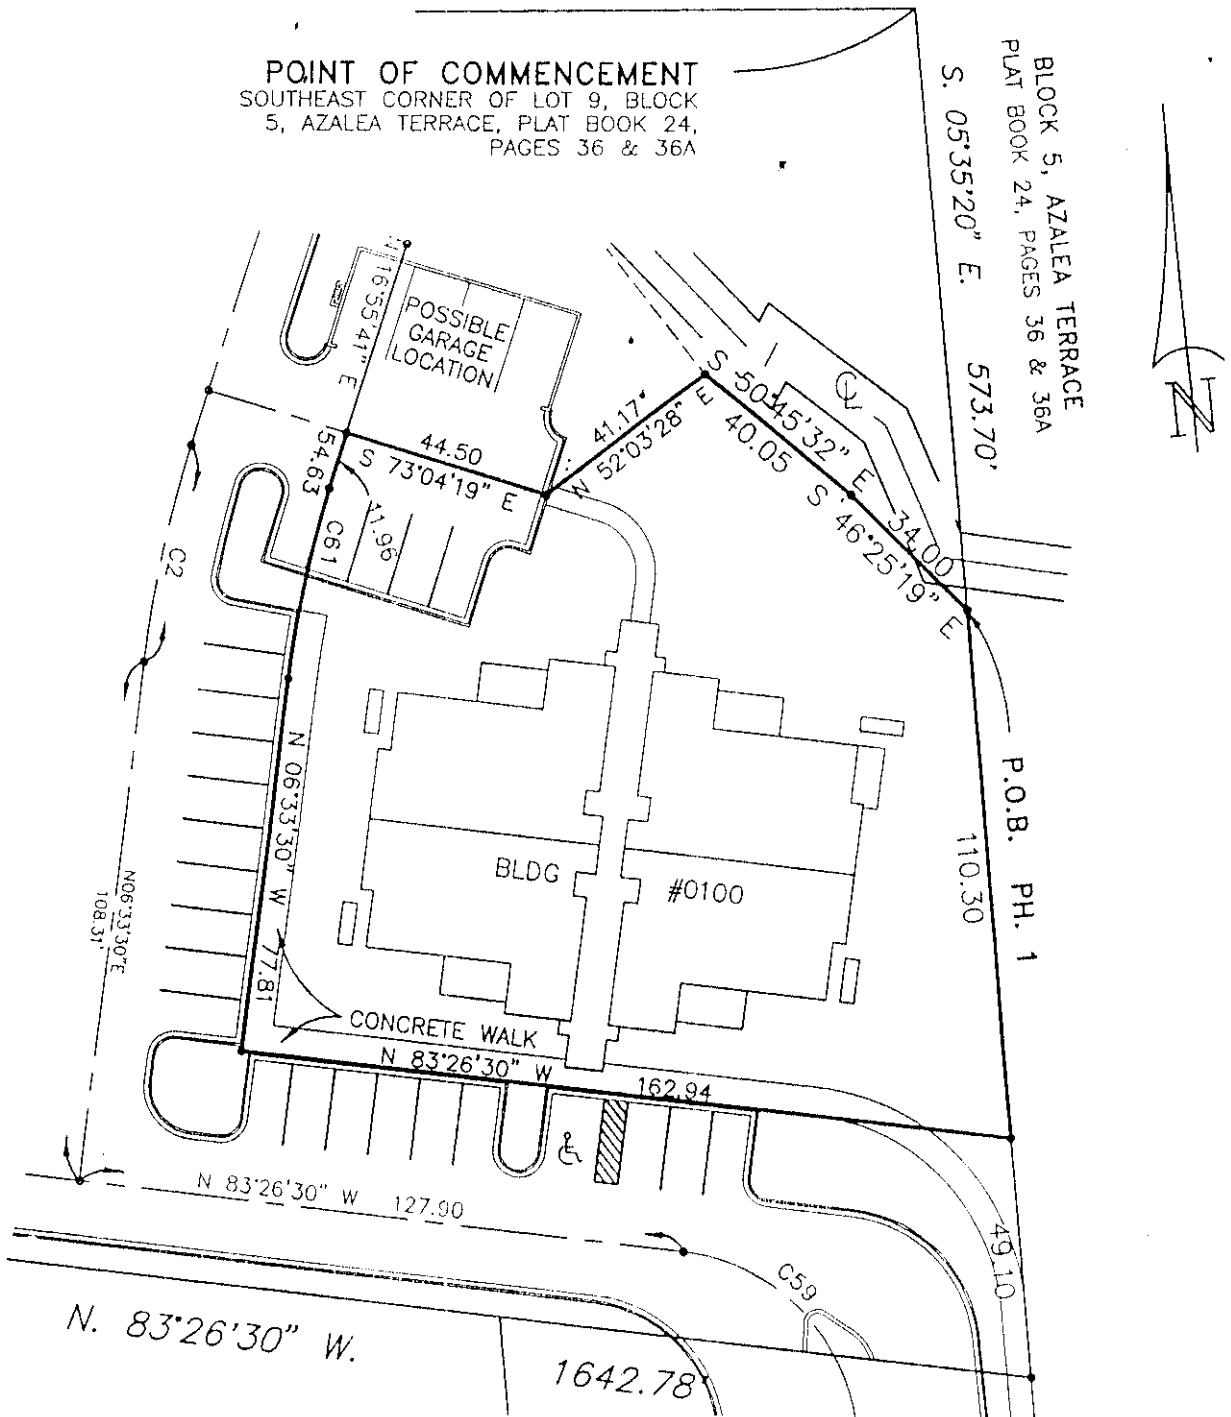 POINT OF COMMENCEMENT
SOUTHEAST CORNER OF LOT 9, BLOCK
5, AZALEA TERRACE, PLAT BOOK 24,
PAGES 36 & 36A
BLOCK 5, AZALEA TERRACE
PLAT BOOK 24, PAGES 36 & 36A
S. 05°35'20" E. 573.70'
N
16°55'41" E
54.63
POSSIBLE
GARAGE
LOCATION
44.50
S 73°04'19" E
41.17'
N 52°03'28" E
S 50°45'32" E
40.05
34.00
S 46°25'19" E
C61
11.96
C2
P.O.B. PH. 1
110.30
N 06°33'30" W 77.81
BLDG #0100
N06°33'30"E
108.31'
CONCRETE WALK
N 83°26'30" W 162.94
N 83°26'30" W 127.90
49.10
C59
N. 83°26'30" W.
1642.78